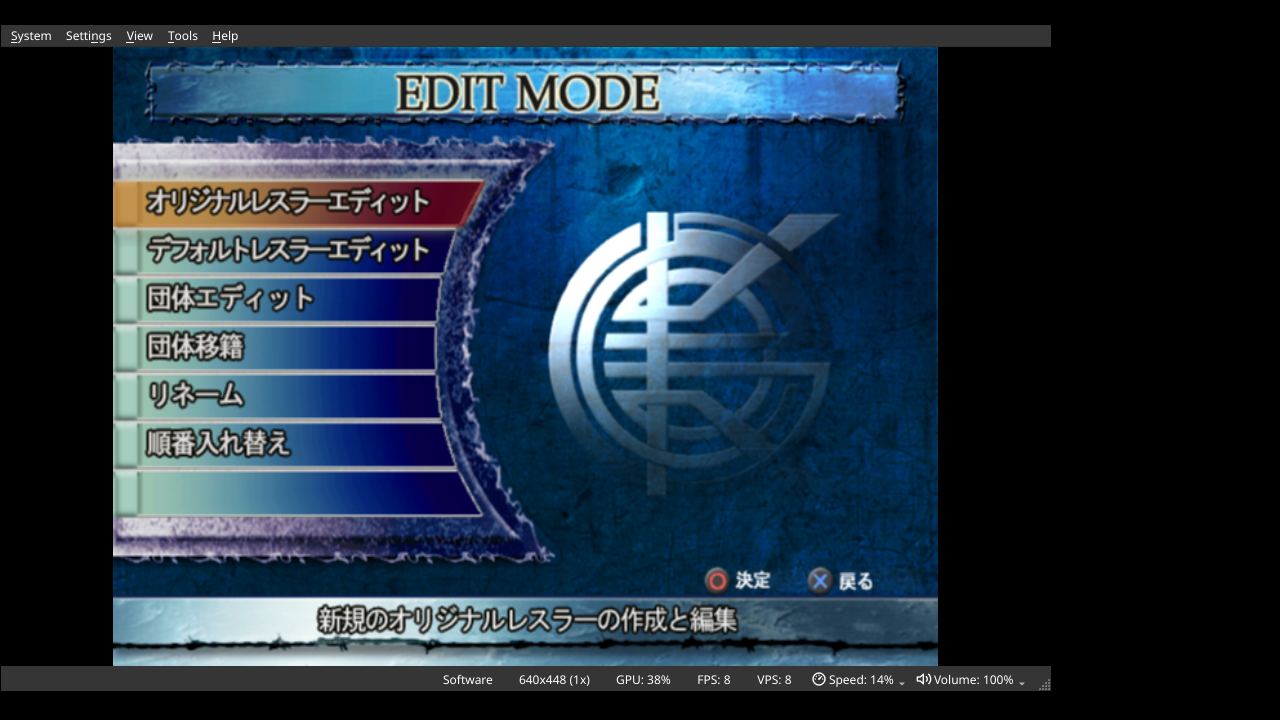 System Settings View Tools Help
EDIT MODE
オリジナルレスラーエディット
デフォルトレスラーエディット
団体エディット
団体移籍
リネーム
順番入れ替え
決定 戻る
新規のオリジナルレスラーの作成と編集
Software 640x448 (1x) GPU: 38% FPS: 8 VPS: 8 Speed: 14% Volume: 100%